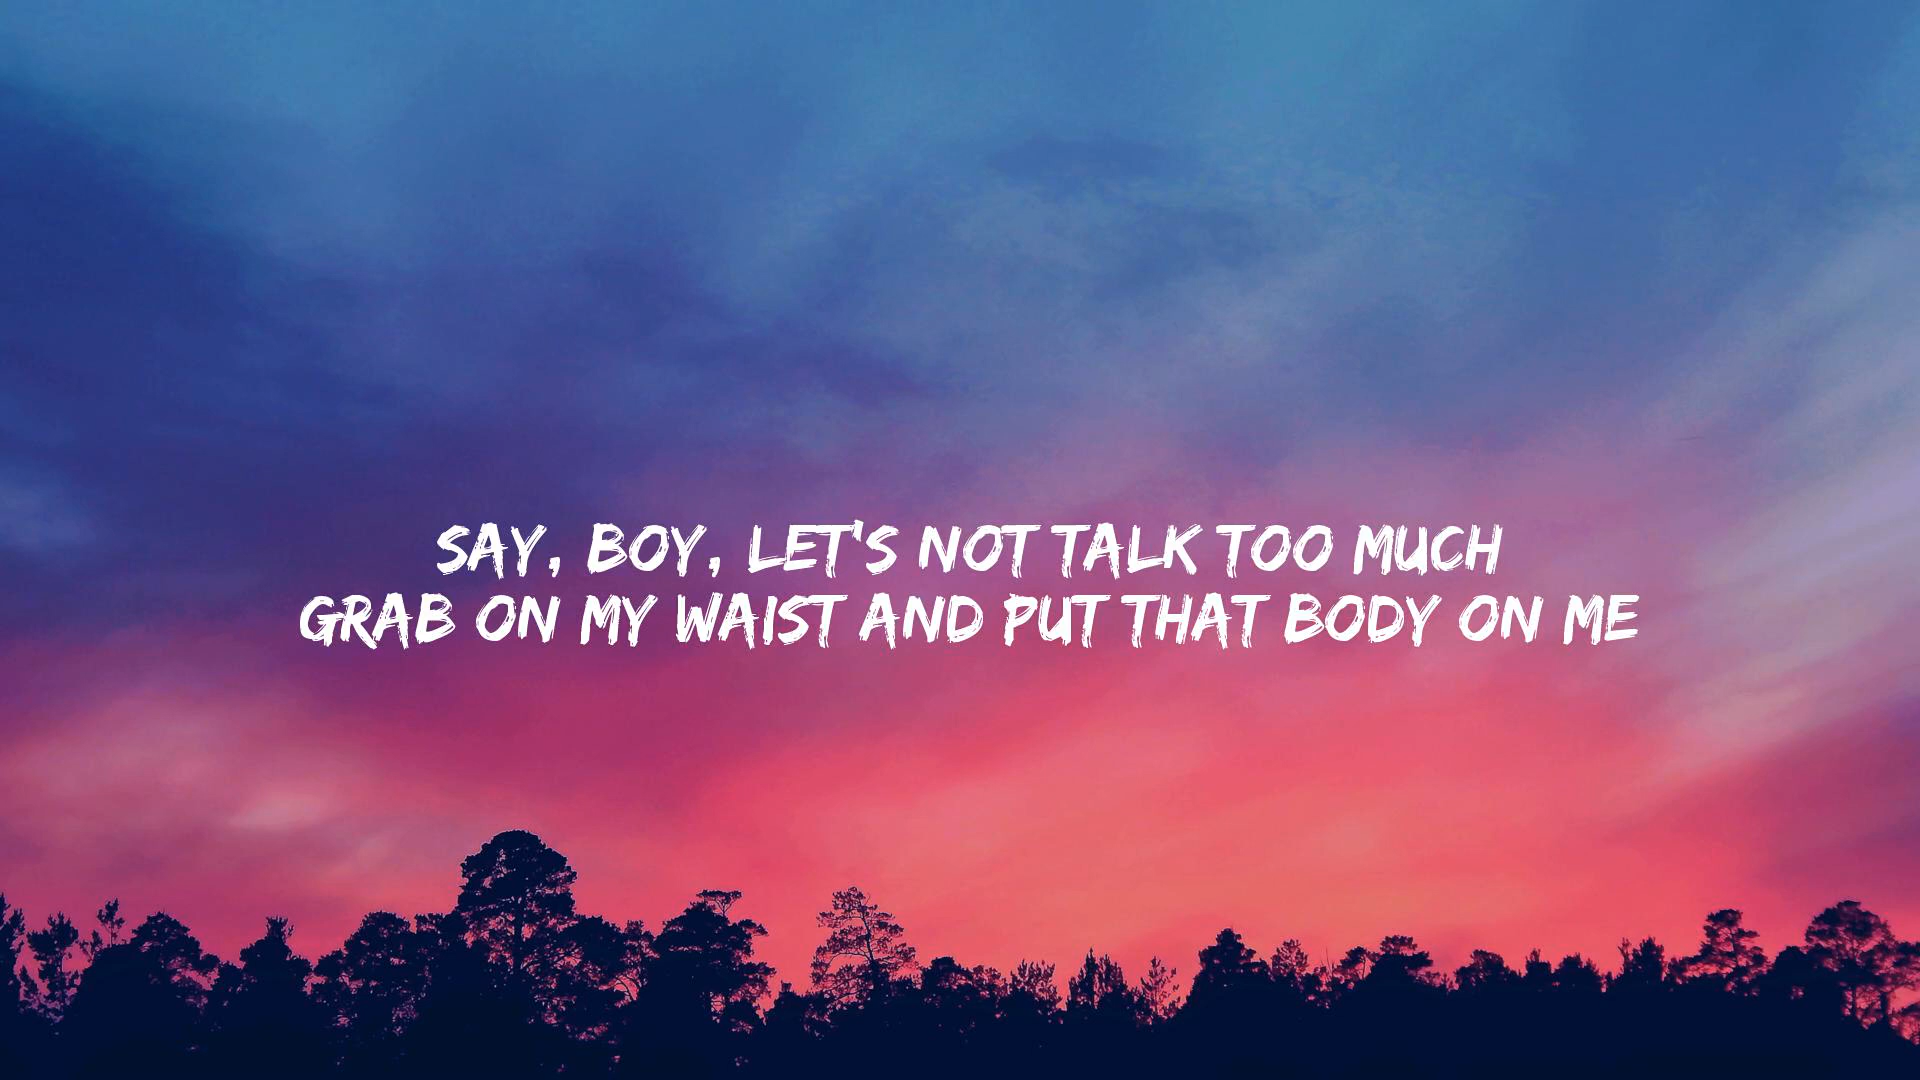 SAY, BOY, LET'S NOT TALK TOO MUCH
GRAB ON MY WAIST AND PUT THAT BODY ON ME